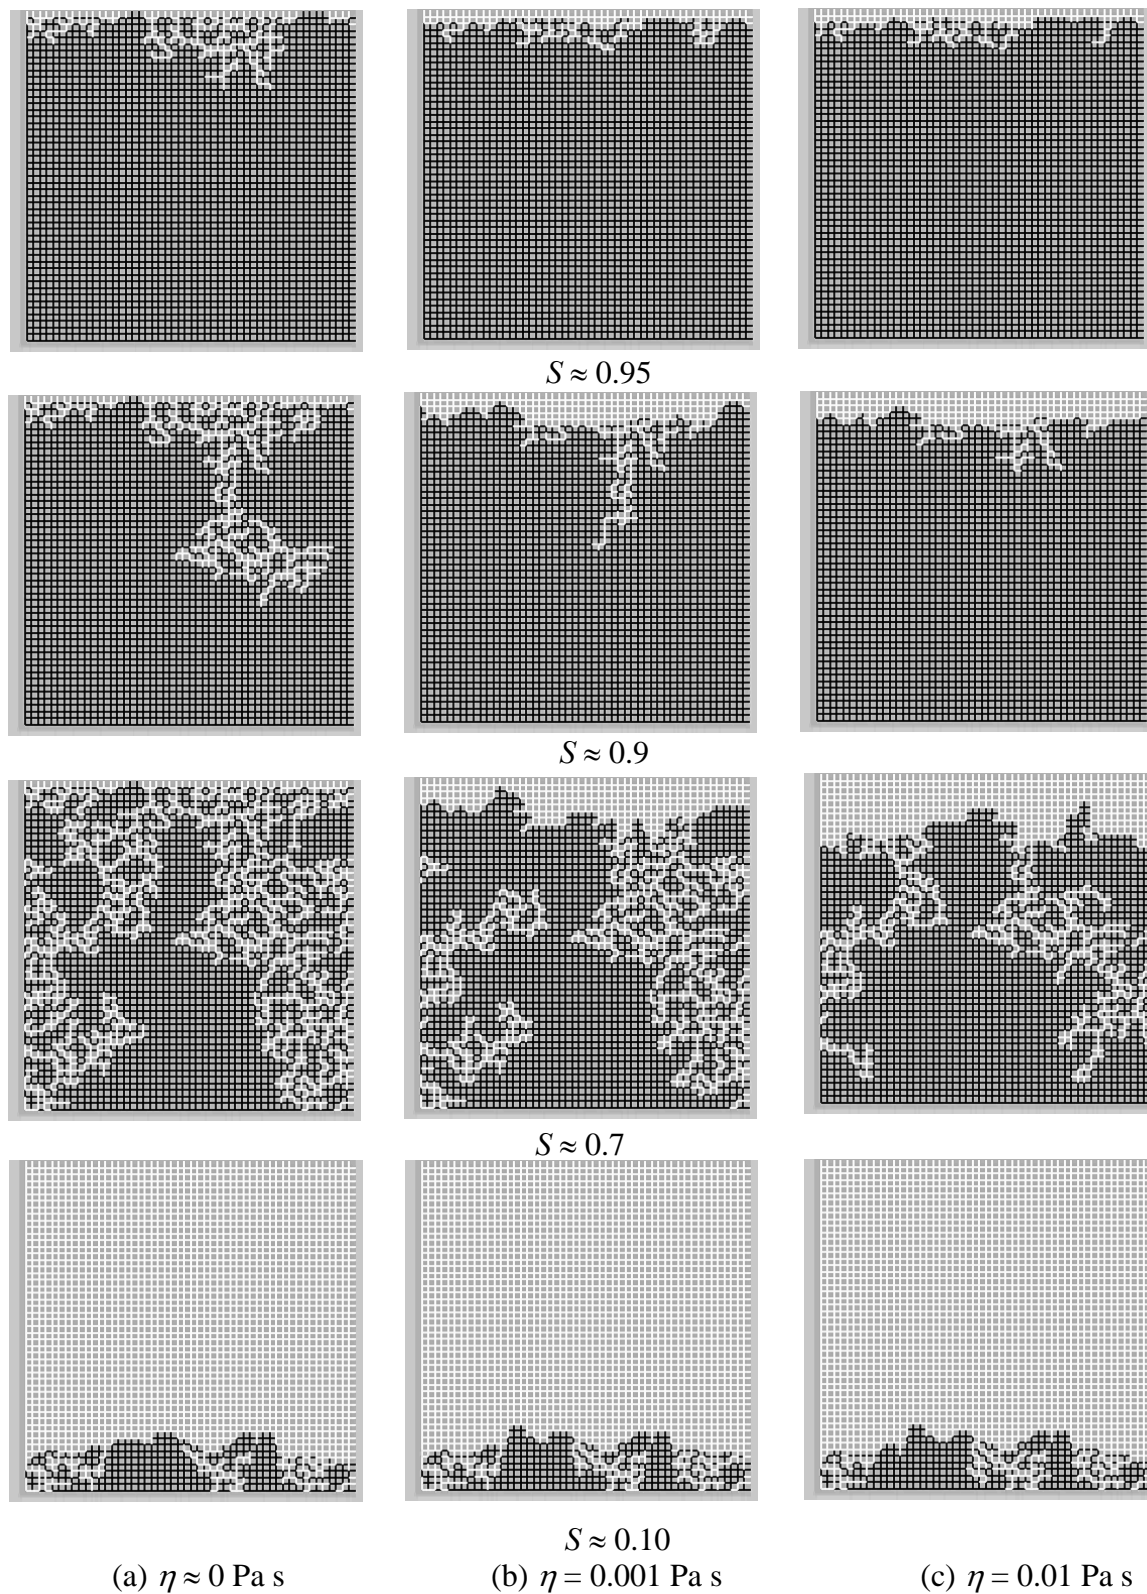 S ≈ 0.95
S ≈ 0.9
S ≈ 0.7
S ≈ 0.10
(a) η ≈ 0 Pa s (b) η = 0.001 Pa s (c) η = 0.01 Pa s